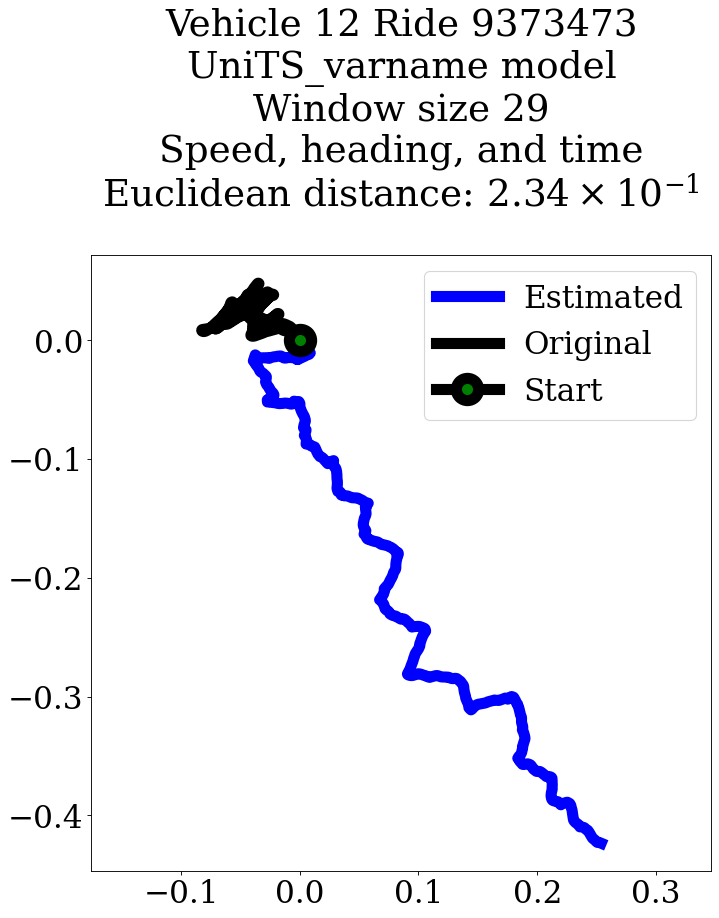 Vehicle 12 Ride 9373473
UniTS_varname model
Window size 29
Speed, heading, and time
Euclidean distance: 2.34 × 10⁻¹
Estimated
Original
Start
0.0
−0.1
−0.2
−0.3
−0.4
−0.1 0.0 0.1 0.2 0.3